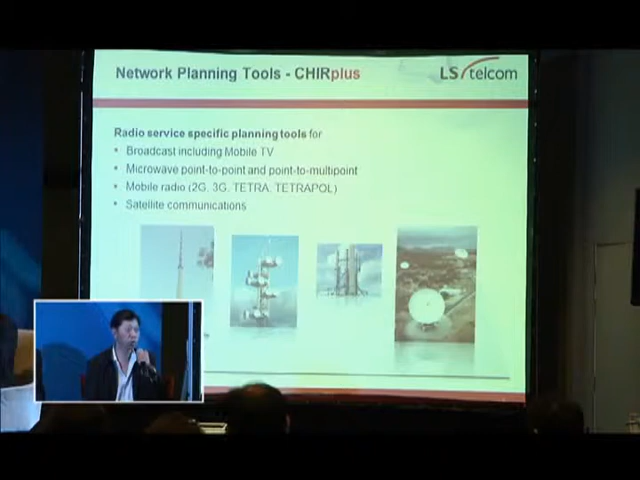 Network Planning Tools - CHIRplus
LS telcom
Radio service specific planning tools for
• Broadcast including Mobile TV
• Microwave point-to-point and point-to-multipoint
• Mobile radio (2G, 3G, TETRA, TETRAPOL)
• Satellite communications